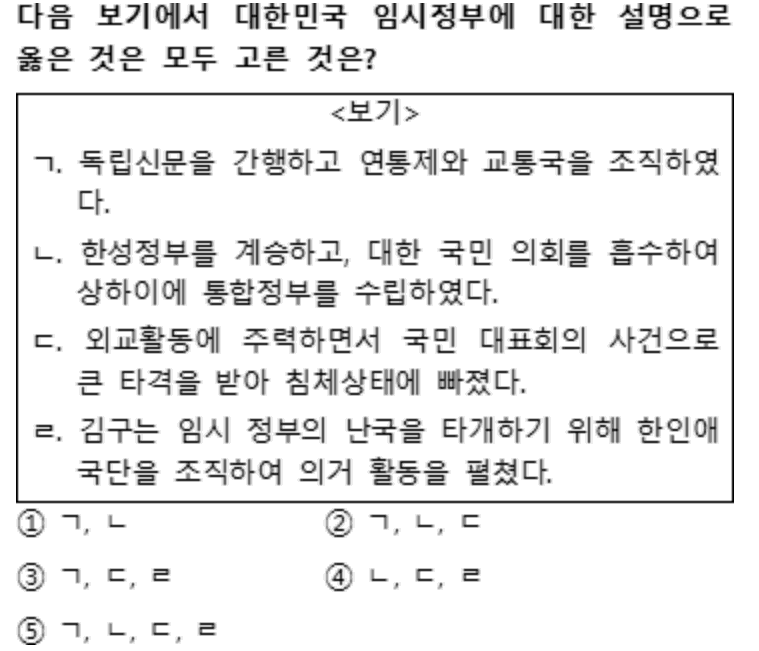 다음 보기에서 대한민국 임시정부에 대한 설명으로
옳은 것은 모두 고른 것은?
<보기>
ㄱ. 독립신문을 간행하고 연통제와 교통국을 조직하였
다.
ㄴ. 한성정부를 계승하고, 대한 국민 의회를 흡수하여
상하이에 통합정부를 수립하였다.
ㄷ. 외교활동에 주력하면서 국민 대표회의 사건으로
큰 타격을 받아 침체상태에 빠졌다.
ㄹ. 김구는 임시 정부의 난국을 타개하기 위해 한인애
국단을 조직하여 의거 활동을 펼쳤다.
① ㄱ, ㄴ ② ㄱ, ㄴ, ㄷ
③ ㄱ, ㄷ, ㄹ ④ ㄴ, ㄷ, ㄹ
⑤ ㄱ, ㄴ, ㄷ, ㄹ